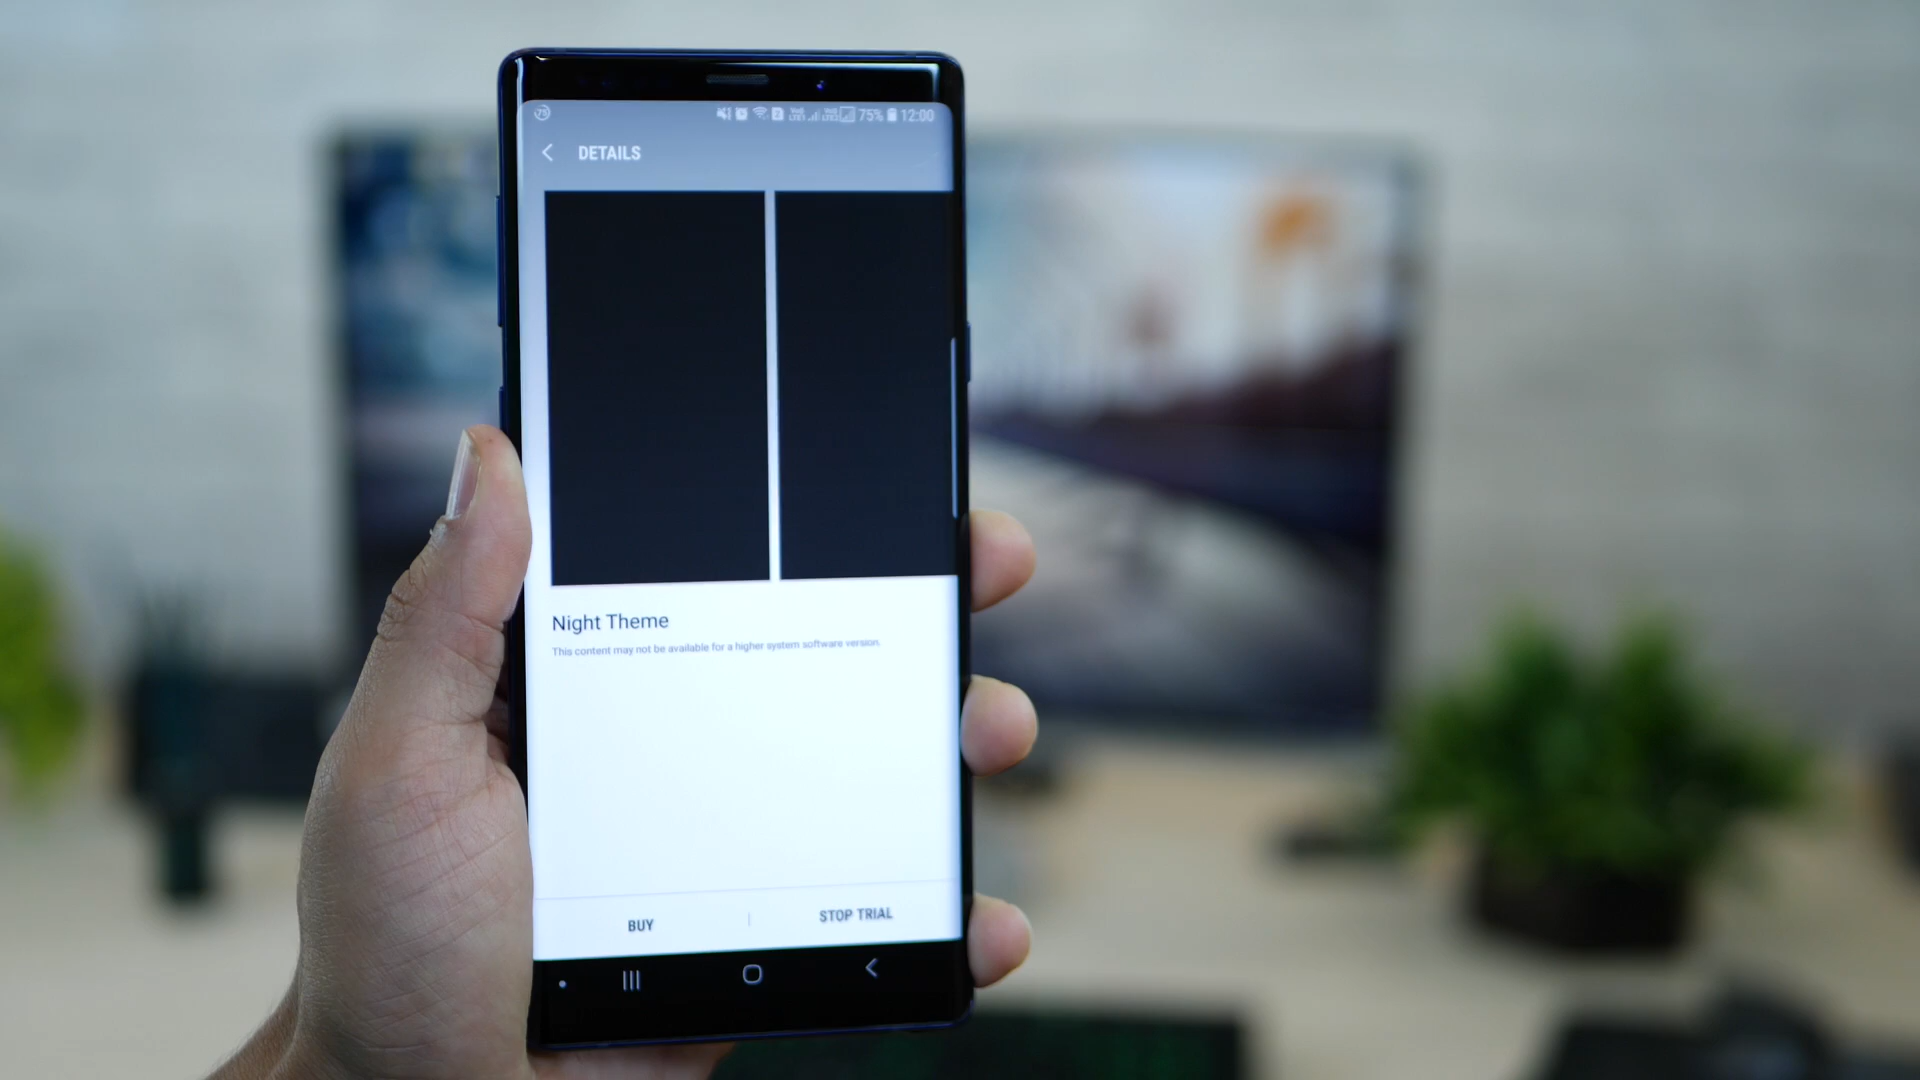 75
75% 12:00
DETAILS
Night Theme
This content may not be available for a higher system software version.
BUY | STOP TRIAL